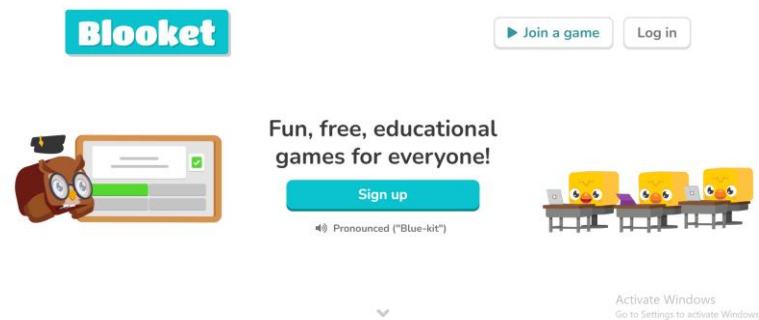 Blooket
Join a game
Log in
Fun, free, educational
games for everyone!
Sign up
Pronounced ("Blue-kit")
Activate Windows
Go to Settings to activate Windows